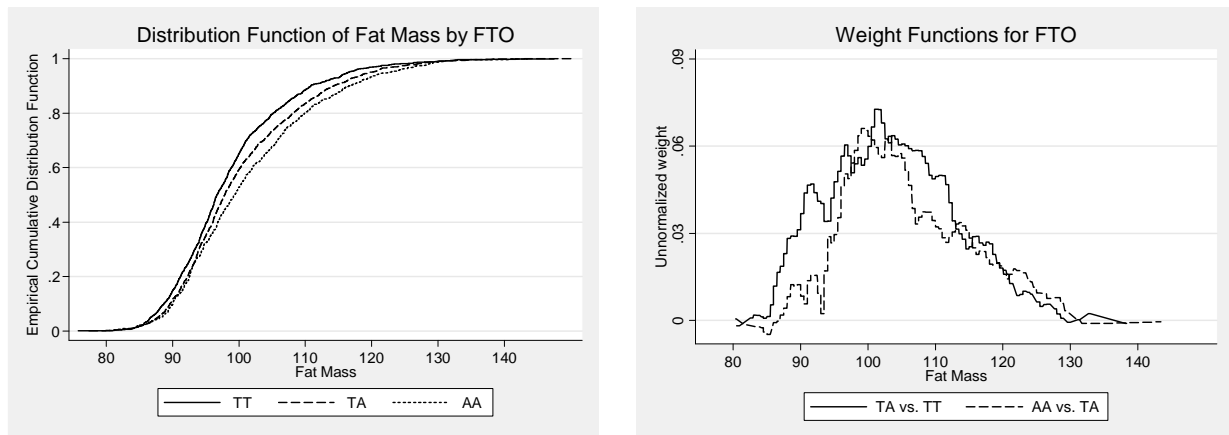 Distribution Function of Fat Mass by FTO
Empirical Cumulative Distribution Function
1
.8
.6
.4
.2
0
80 90 100 110 120 130 140
Fat Mass
TT TA AA
Weight Functions for FTO
Unnormalized weight
.09
.06
.03
0
80 90 100 110 120 130 140
Fat Mass
TA vs. TT AA vs. TA